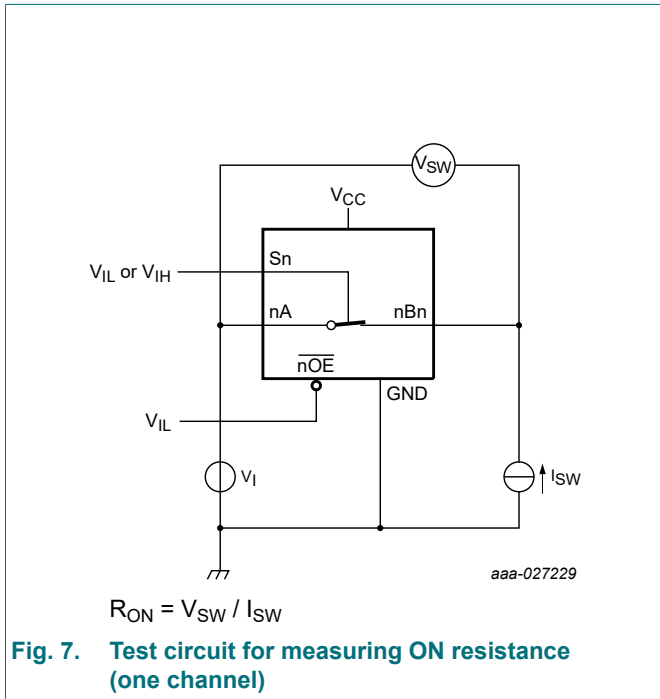 VSW
VCC
Sn
VIL or VIH
nA
nBn
nOE
GND
VIL
VI
ISW
aaa-027229
RON = VSW / ISW
Fig. 7. Test circuit for measuring ON resistance
(one channel)